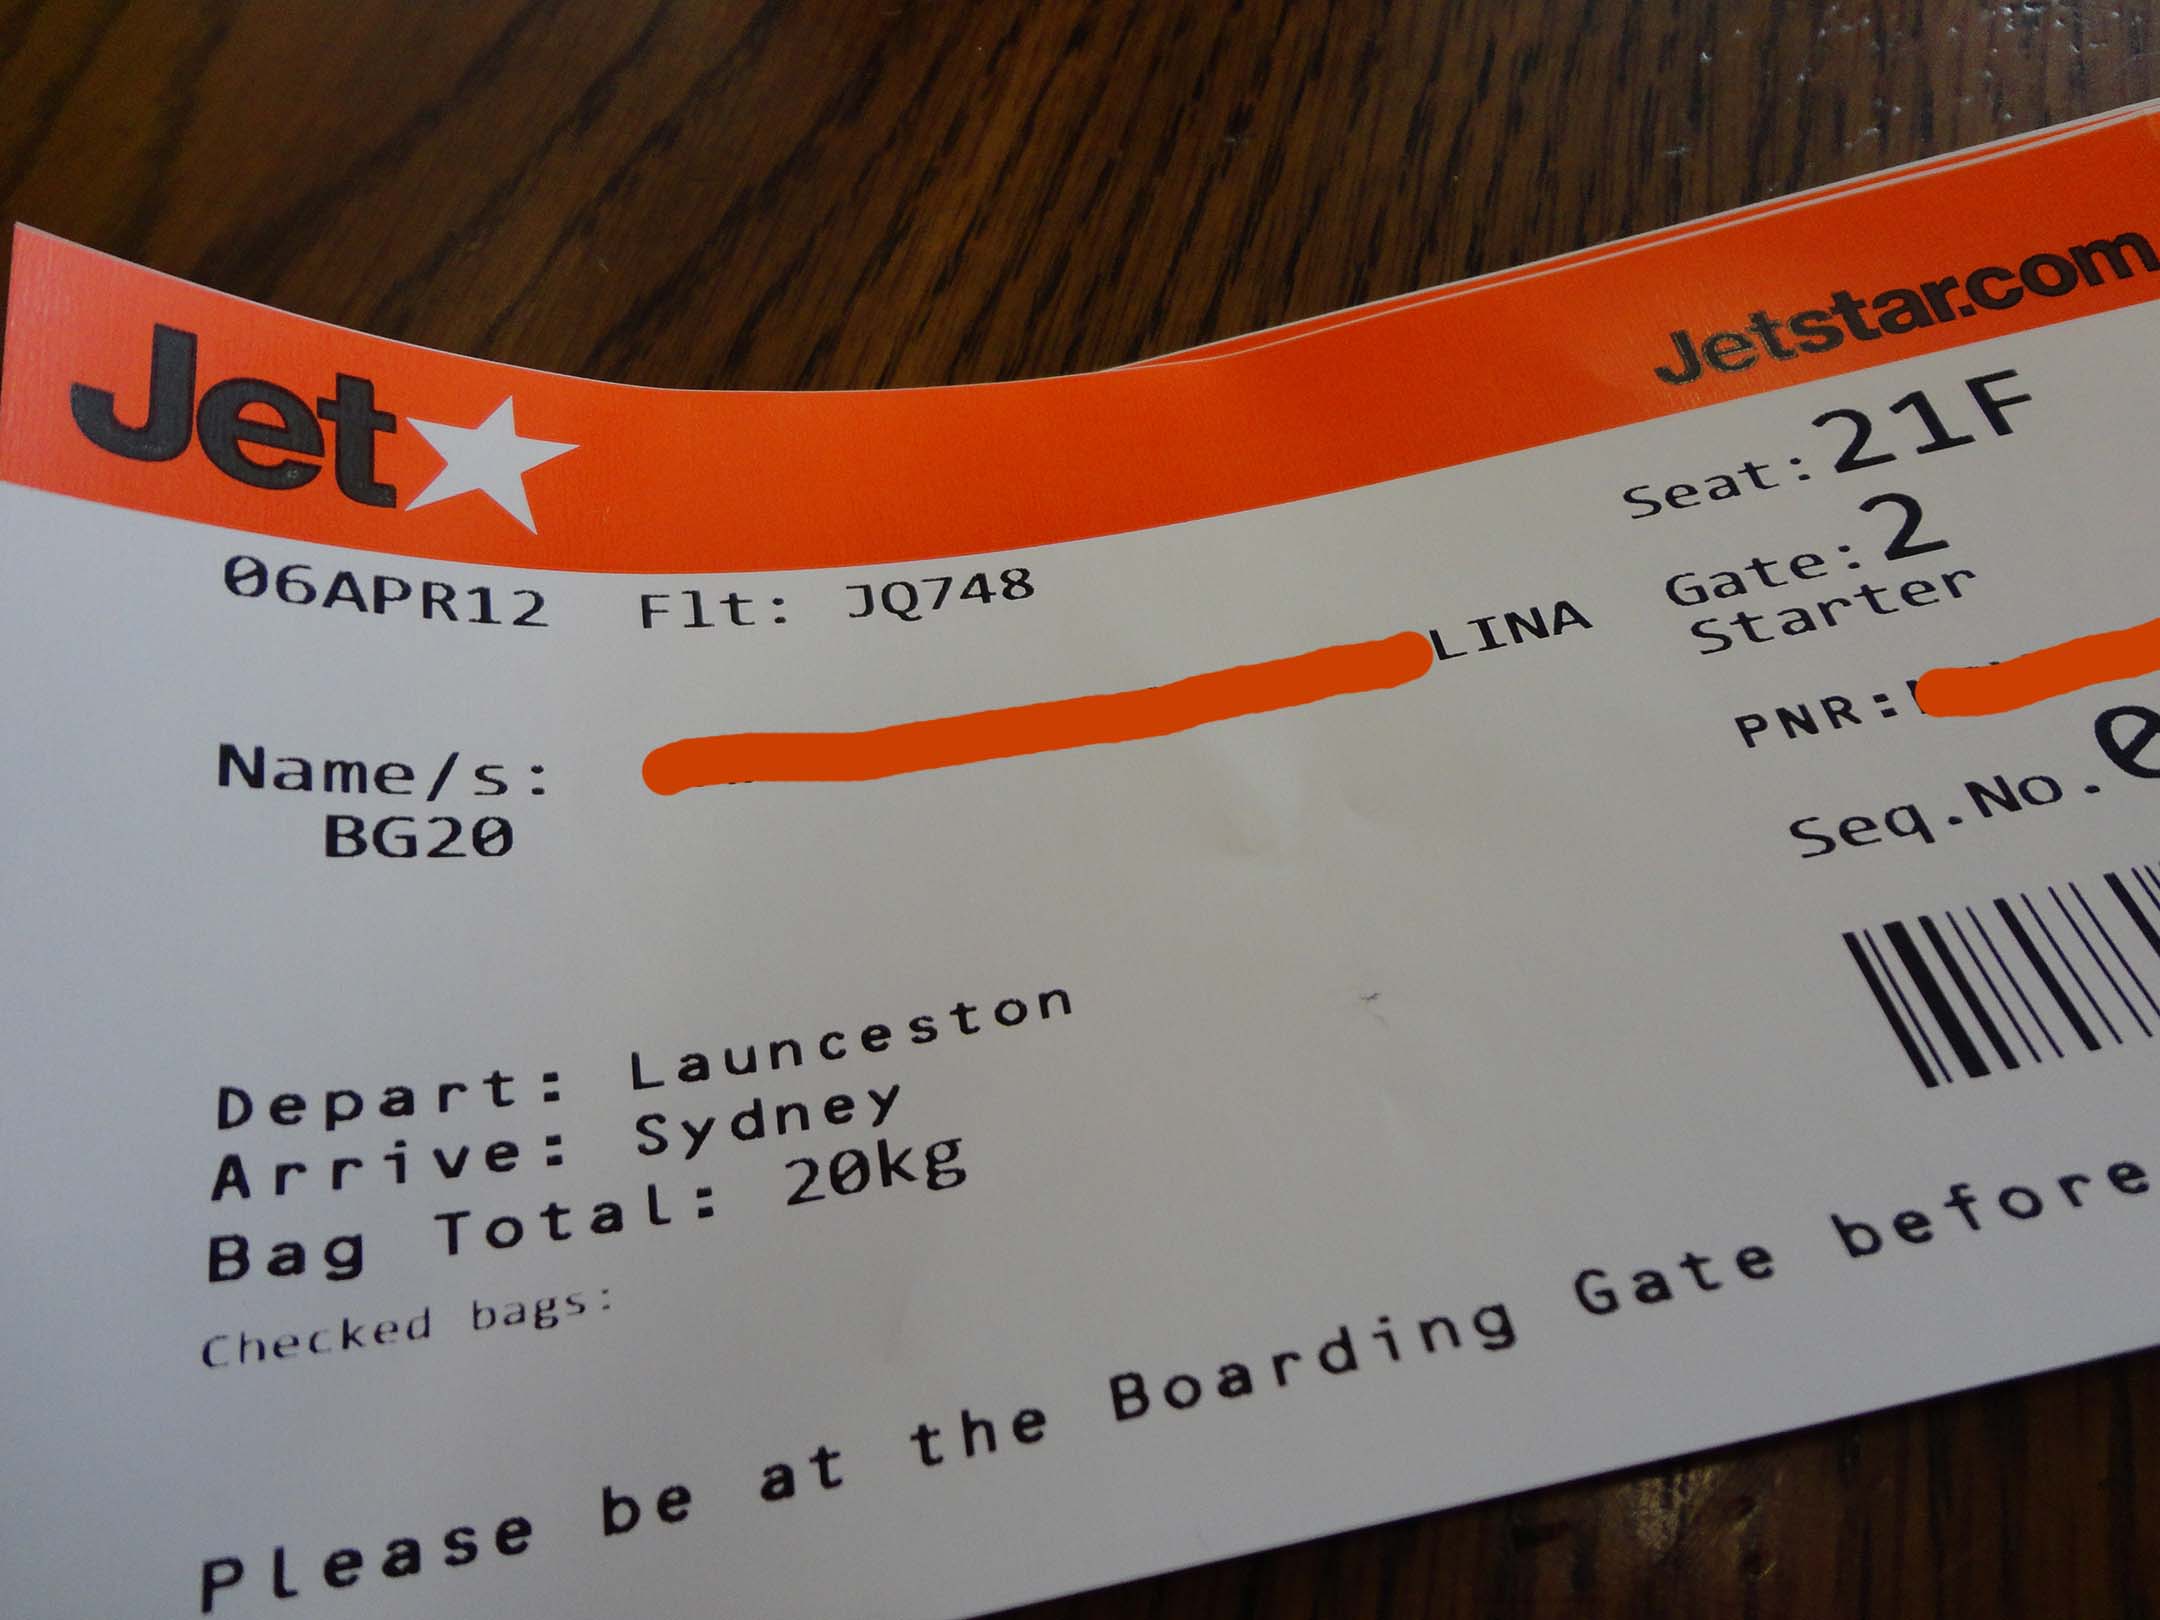 Jet
Jetstar.com
06APR12 Flt: JQ748
Seat: 21F
Gate: 2
Starter
Name/s: LINA
BG20
PNR:
Seq.No.
Depart: Launceston
Arrive: Sydney
Bag Total: 20kg
Checked bags:
Please be at the Boarding Gate before